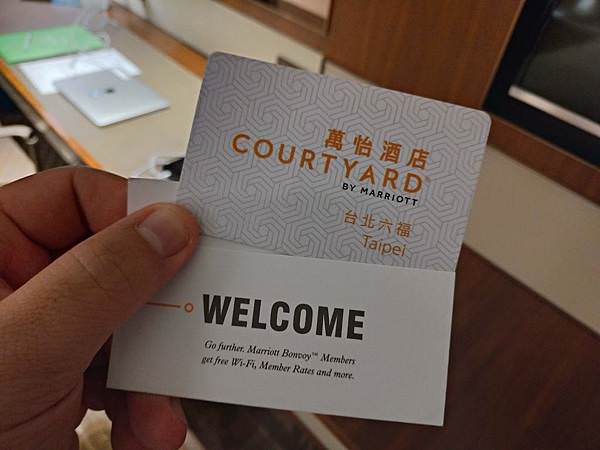 萬怡酒店
COURTYARD
BY MARRIOTT
台北六福
Taipei
WELCOME
Go further. Marriott Bonvoy™ Members
get free Wi-Fi, Member Rates and more.